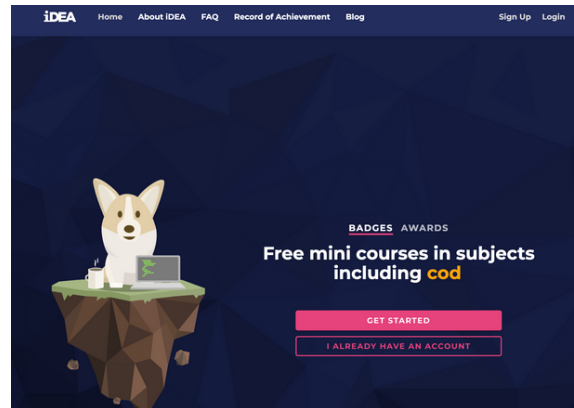 iDEA Home About iDEA FAQ Record of Achievement Blog Sign Up Login
BADGES AWARDS
Free mini courses in subjects
including cod
GET STARTED
I ALREADY HAVE AN ACCOUNT